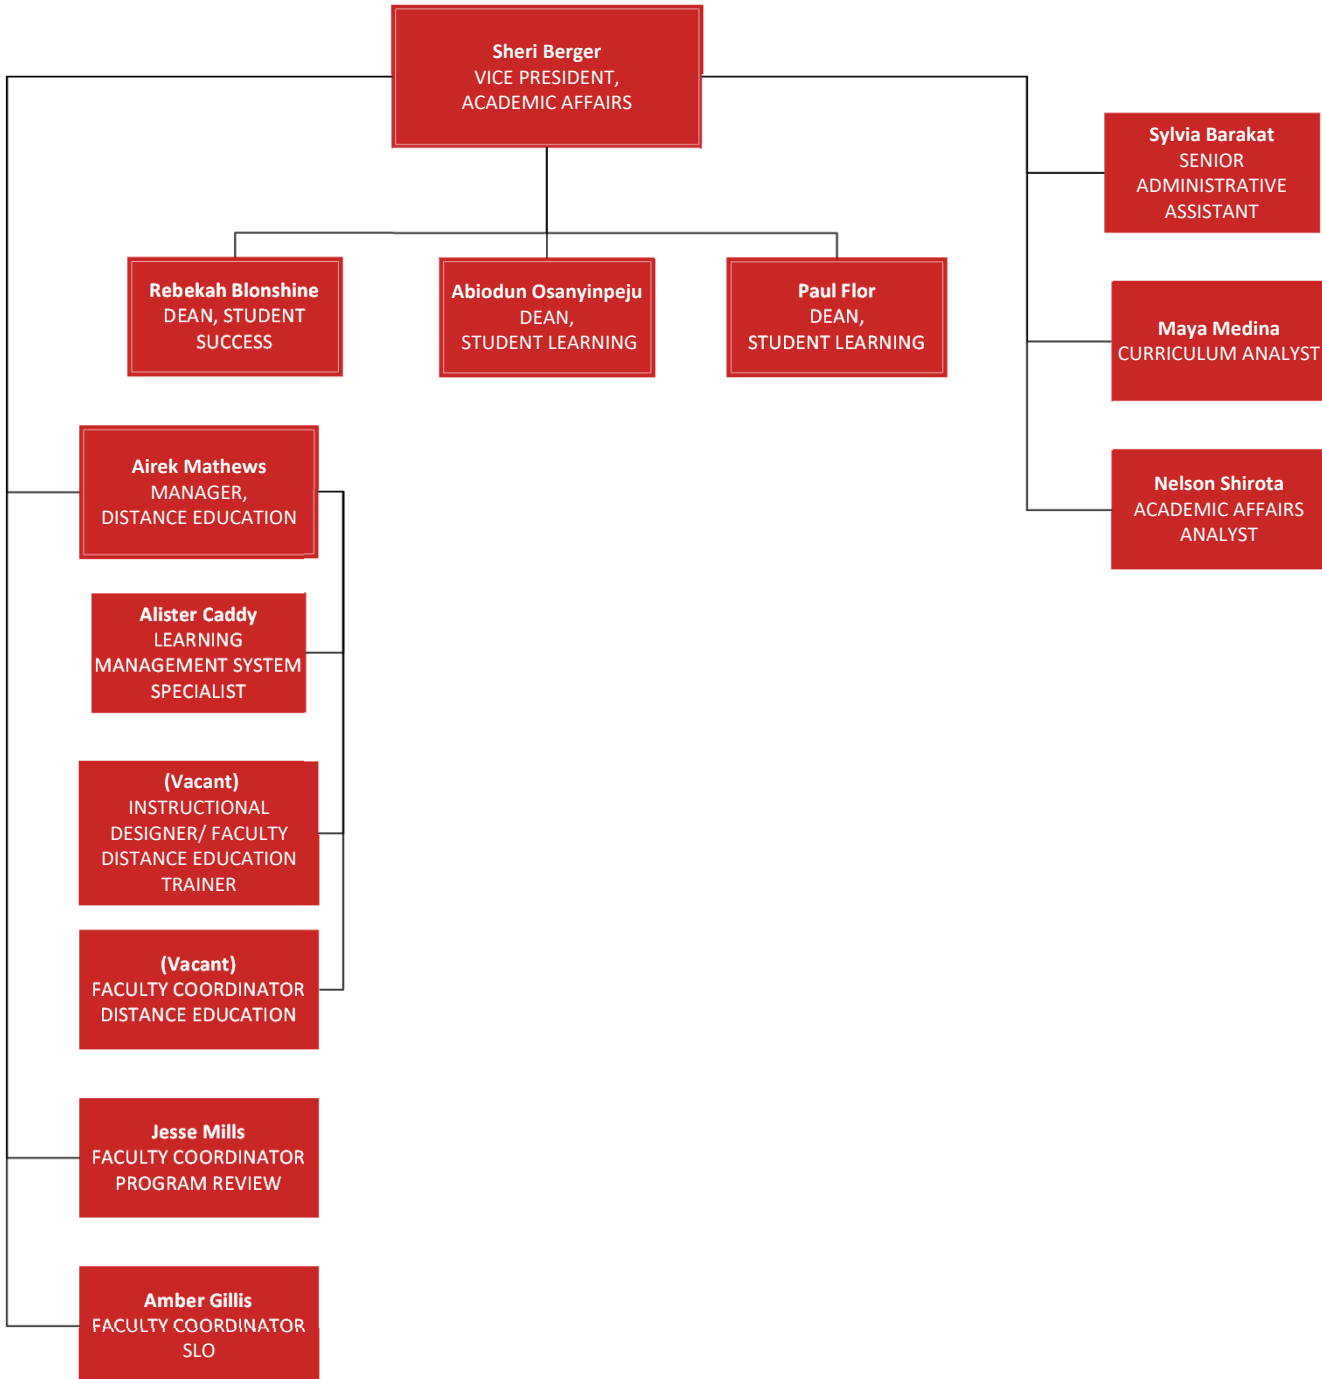 Sheri Berger
VICE PRESIDENT,
ACADEMIC AFFAIRS
Sylvia Barakat
SENIOR
ADMINISTRATIVE
ASSISTANT
Rebekah Blonshine
DEAN, STUDENT
SUCCESS
Abiodun Osanyinpeju
DEAN,
STUDENT LEARNING
Paul Flor
DEAN,
STUDENT LEARNING
Maya Medina
CURRICULUM ANALYST
Airek Mathews
MANAGER,
DISTANCE EDUCATION
Nelson Shirota
ACADEMIC AFFAIRS
ANALYST
Alister Caddy
LEARNING
MANAGEMENT SYSTEM
SPECIALIST
(Vacant)
INSTRUCTIONAL
DESIGNER/ FACULTY
DISTANCE EDUCATION
TRAINER
(Vacant)
FACULTY COORDINATOR
DISTANCE EDUCATION
Jesse Mills
FACULTY COORDINATOR
PROGRAM REVIEW
Amber Gillis
FACULTY COORDINATOR
SLO